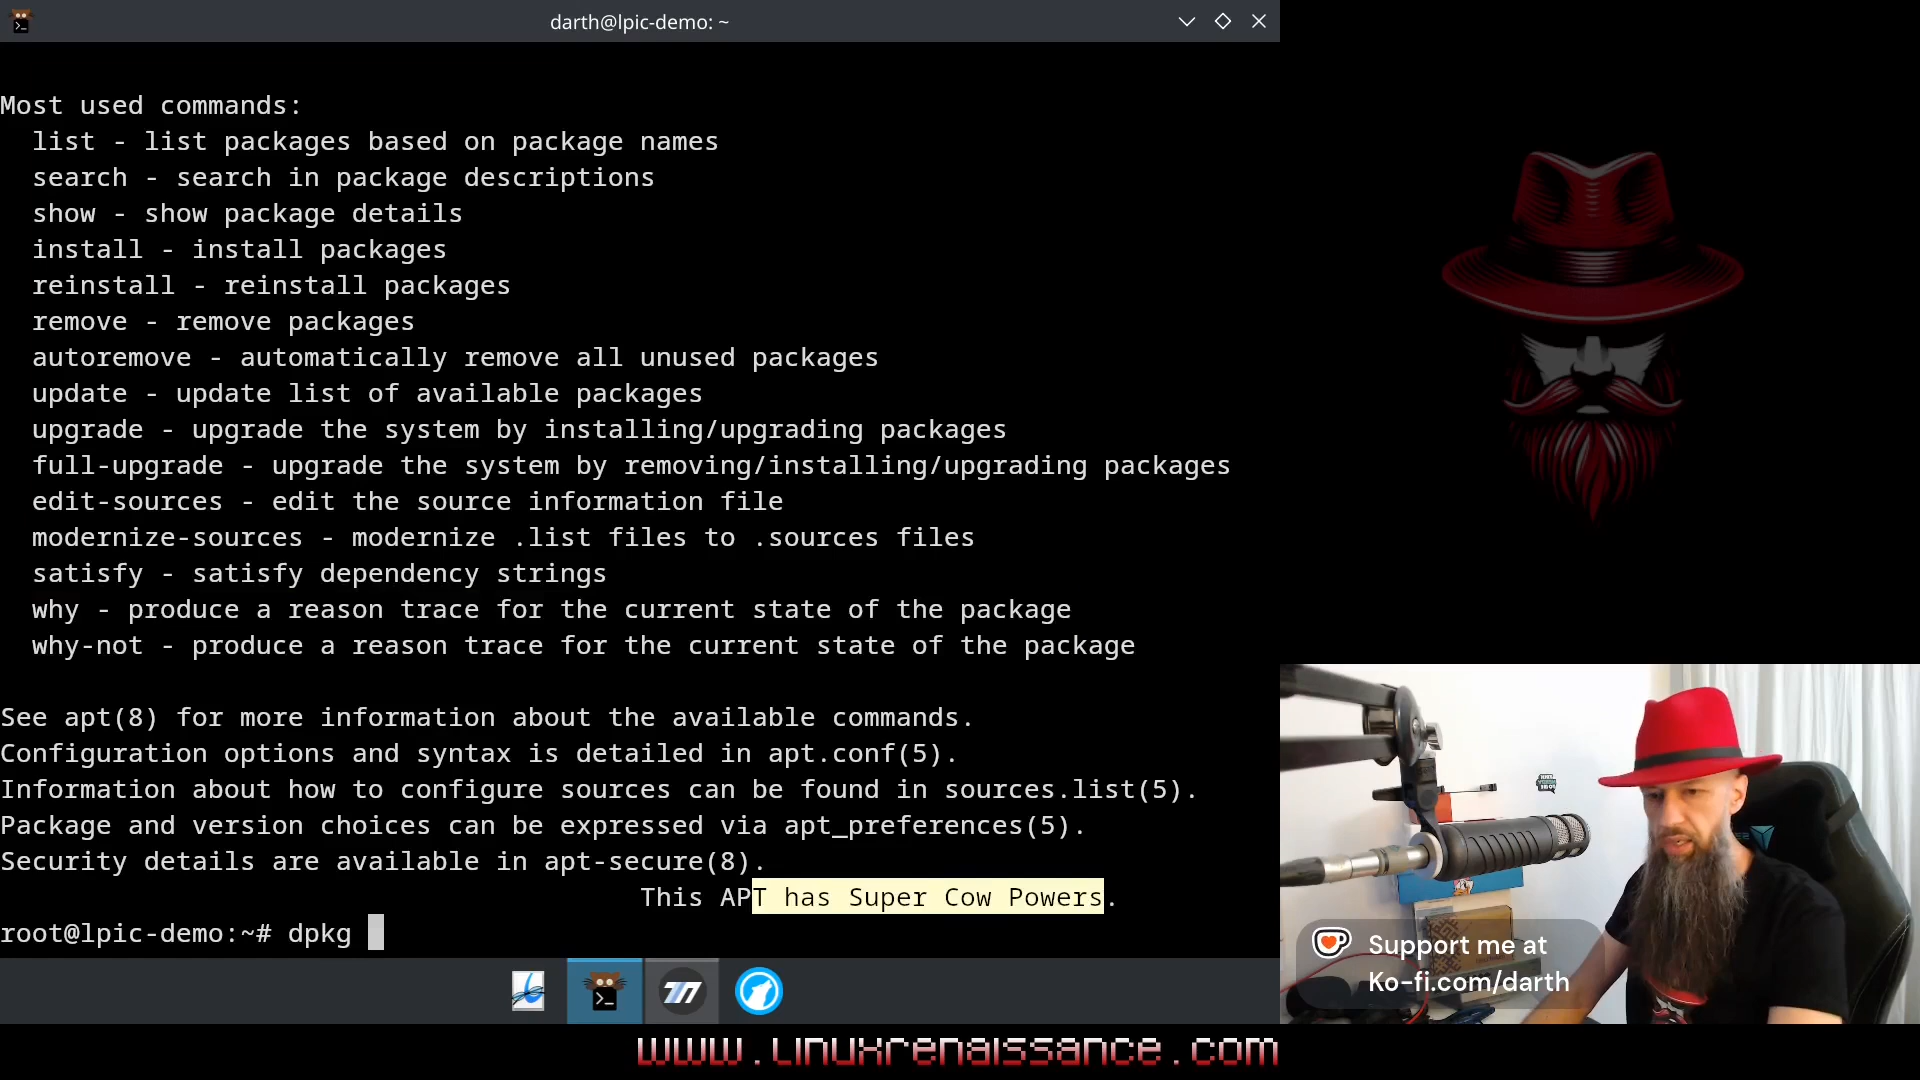 darth@lpic-demo: ~
Most used commands:
list - list packages based on package names
search - search in package descriptions
show - show package details
install - install packages
reinstall - reinstall packages
remove - remove packages
autoremove - automatically remove all unused packages
update - update list of available packages
upgrade - upgrade the system by installing/upgrading packages
full-upgrade - upgrade the system by removing/installing/upgrading packages
edit-sources - edit the source information file
modernize-sources - modernize .list files to .sources files
satisfy - satisfy dependency strings
why - produce a reason trace for the current state of the package
why-not - produce a reason trace for the current state of the package
See apt(8) for more information about the available commands.
Configuration options and syntax is detailed in apt.conf(5).
Information about how to configure sources can be found in sources.list(5).
Package and version choices can be expressed via apt_preferences(5).
Security details are available in apt-secure(8).
This APT has Super Cow Powers.
root@lpic-demo:~# dpkg
Support me at
Ko-fi.com/darth
www.linuxrenaissance.com